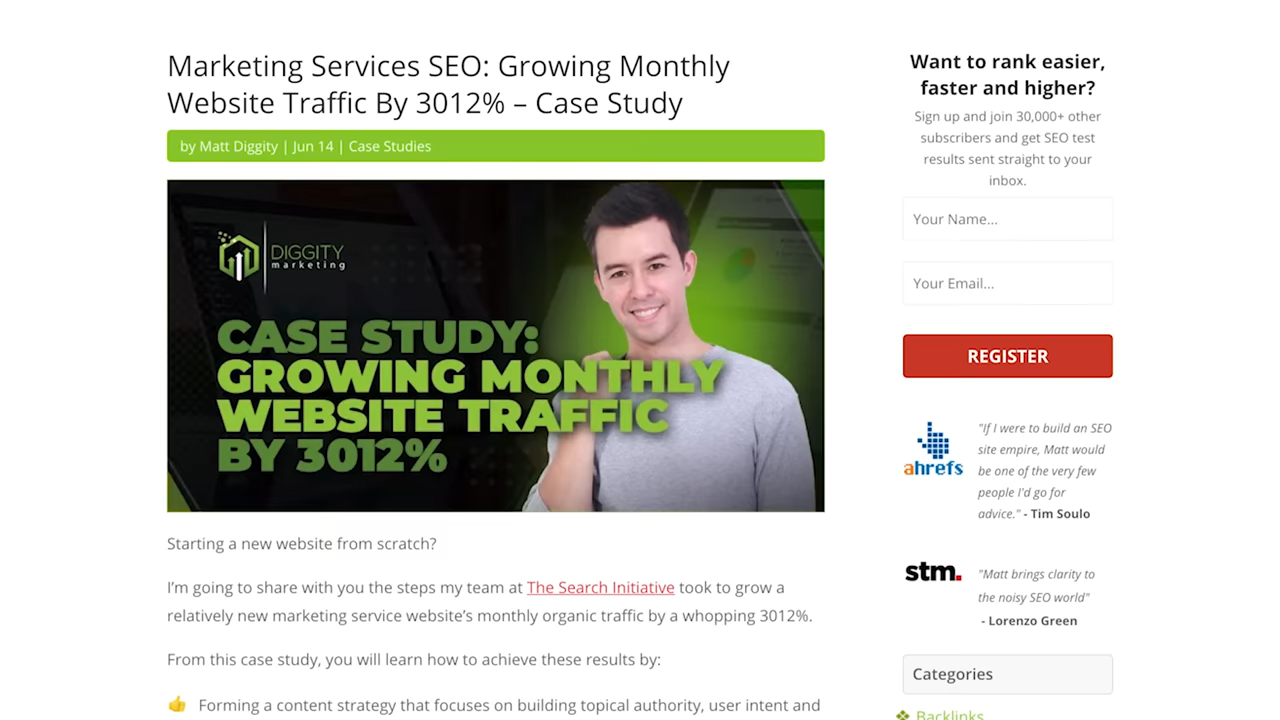 Marketing Services SEO: Growing Monthly
Website Traffic By 3012% – Case Study
by Matt Diggity | Jun 14 | Case Studies
DIGGITY
marketing
CASE STUDY:
GROWING MONTHLY
WEBSITE TRAFFIC
BY 3012%
Starting a new website from scratch?
I’m going to share with you the steps my team at The Search Initiative took to grow a
relatively new marketing service website’s monthly organic traffic by a whopping 3012%.
From this case study, you will learn how to achieve these results by:
Forming a content strategy that focuses on building topical authority, user intent and
Want to rank easier,
faster and higher?
Sign up and join 30,000+ other
subscribers and get SEO test
results sent straight to your
inbox.
Your Name...
Your Email...
REGISTER
ahrefs
"If I were to build an SEO
site empire, Matt would
be one of the very few
people I'd go for
advice." - Tim Soulo
stm.
"Matt brings clarity to
the noisy SEO world"
- Lorenzo Green
Categories
Backlinks